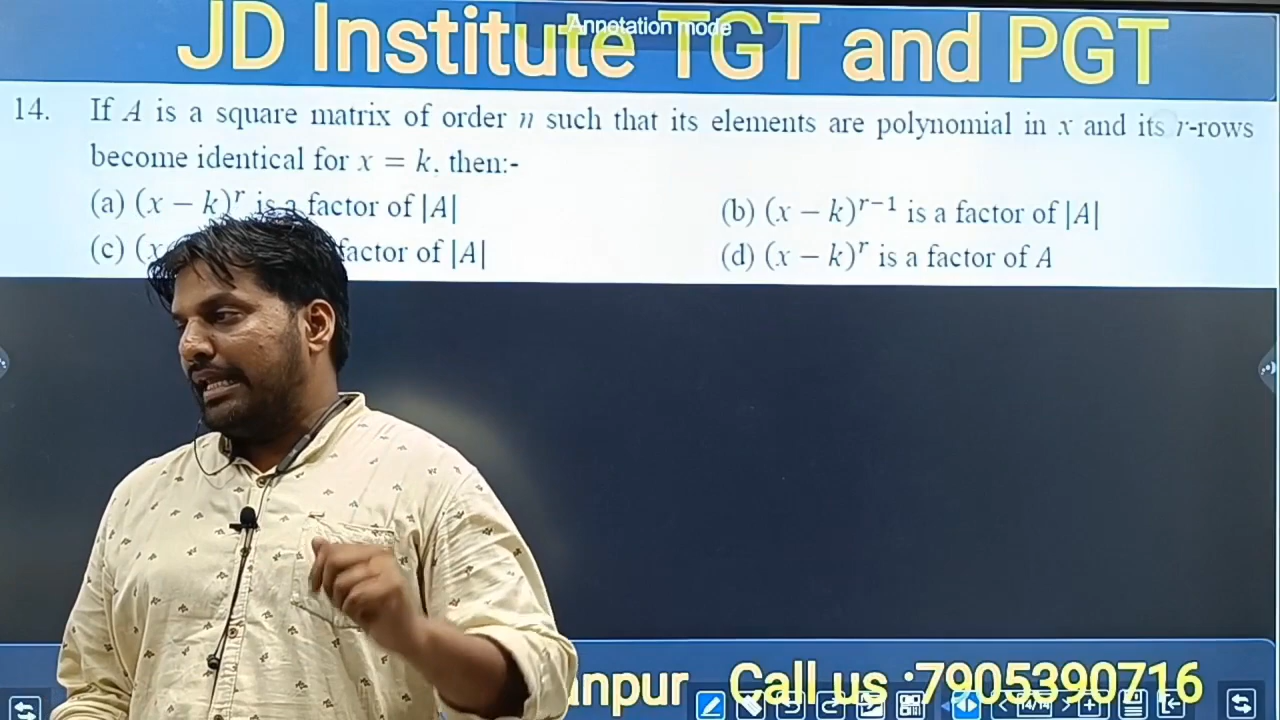 JD Institute TGT and PGT
Annotation mode
14. If A is a square matrix of order n such that its elements are polynomial in x and its r-rows
become identical for x = k, then:-
(a) (x − k)^r is a factor of |A|
(b) (x − k)^{r−1} is a factor of |A|
(c) (x factor of |A|
(d) (x − k)^r is a factor of A
Call us :7905390716
14/14